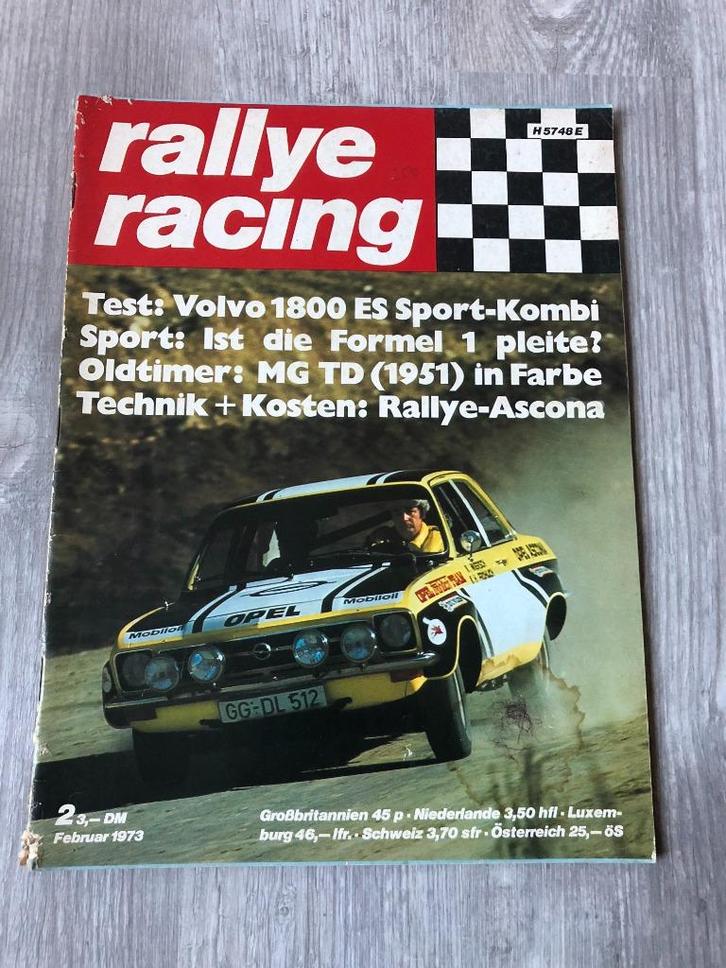 rallye
racing
H 5748 E
Test: Volvo 1800 ES Sport-Kombi
Sport: Ist die Formel 1 pleite?
Oldtimer: MG TD (1951) in Farbe
Technik + Kosten: Rallye-Ascona
OPEL
Mobiloil
Mobiloil
GG-DL 512
2 3,– DM
Februar 1973
Großbritannien 45 p · Niederlande 3,50 hfl · Luxem-
burg 46,– lfr. · Schweiz 3,70 sfr · Österreich 25,– öS